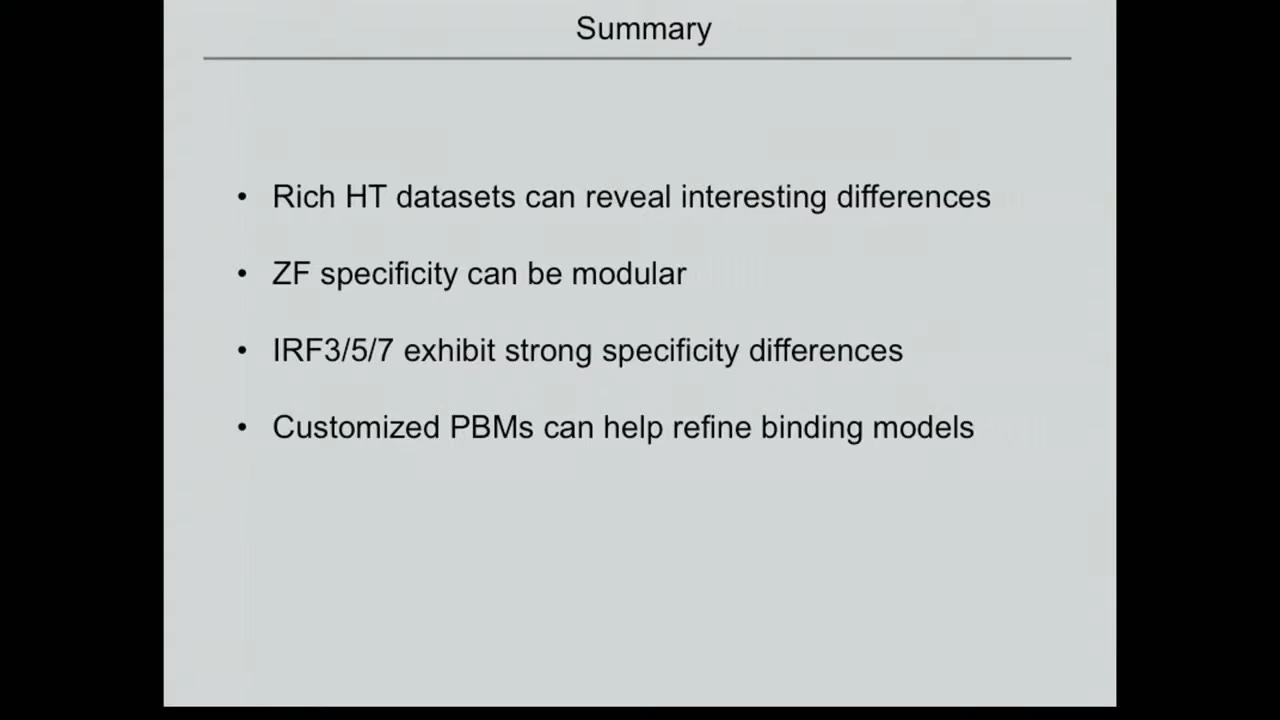 Summary
• Rich HT datasets can reveal interesting differences
• ZF specificity can be modular
• IRF3/5/7 exhibit strong specificity differences
• Customized PBMs can help refine binding models